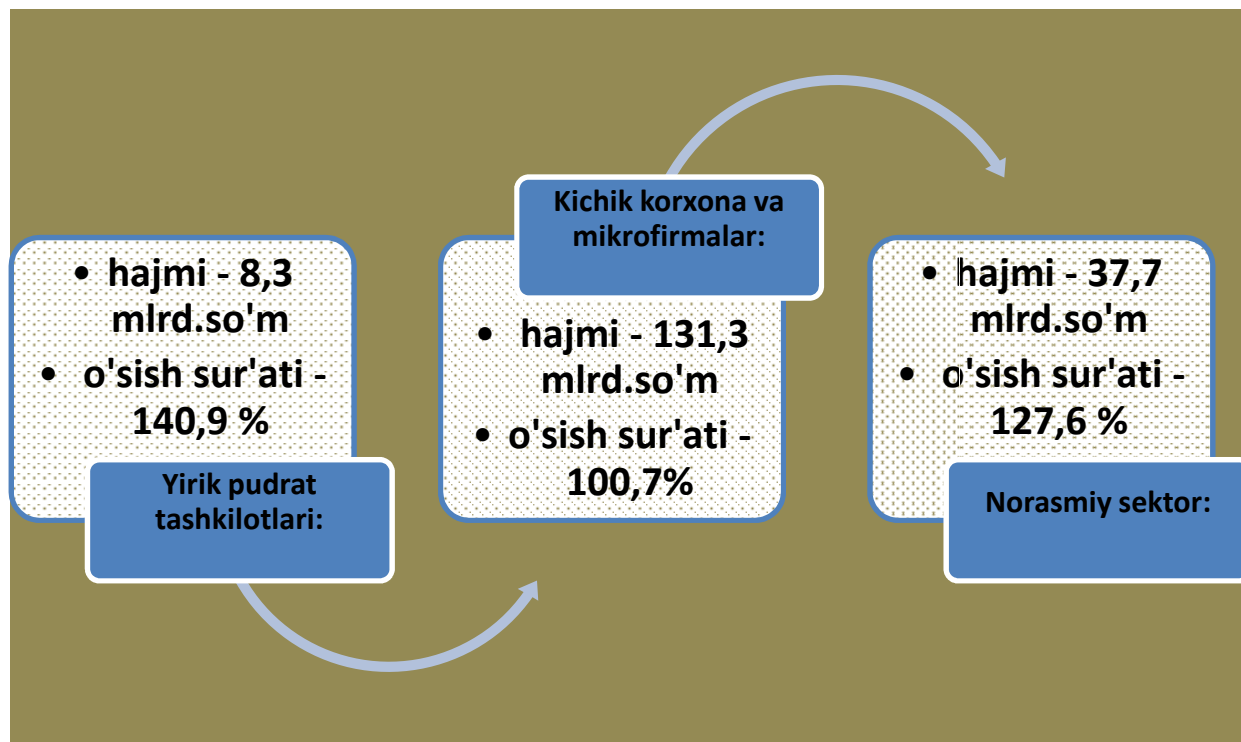 • hajmi - 8,3
mlrd.so'm
• o'sish sur'ati -
140,9 %
Yirik pudrat
tashkilotlari:
Kichik korxona va
mikrofirmalar:
• hajmi - 131,3
mlrd.so'm
• o'sish sur'ati -
100,7%
• hajmi - 37,7
mlrd.so'm
• o'sish sur'ati -
127,6 %
Norasmiy sektor: